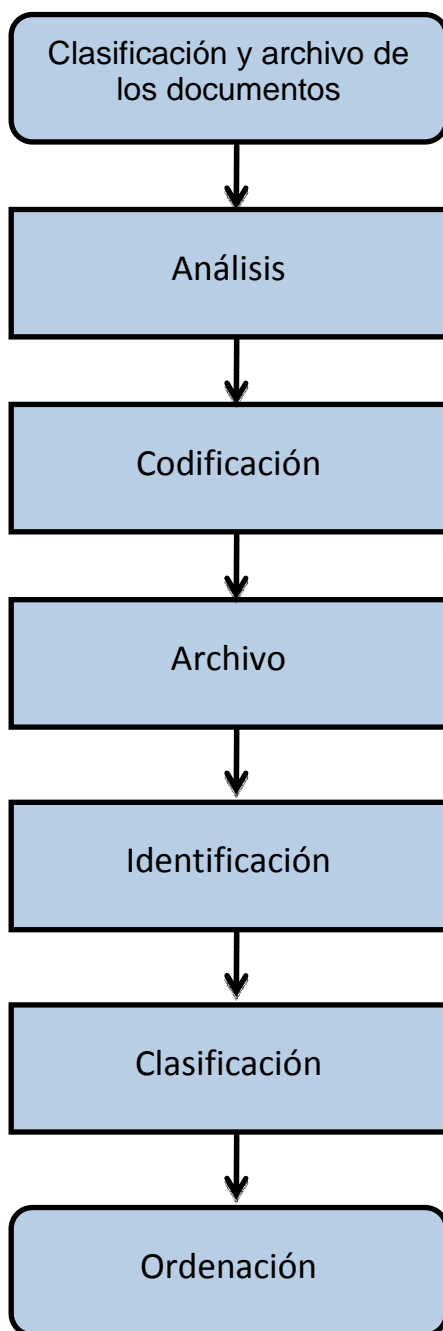 Clasificación y archivo de
los documentos
Análisis
Codificación
Archivo
Identificación
Clasificación
Ordenación